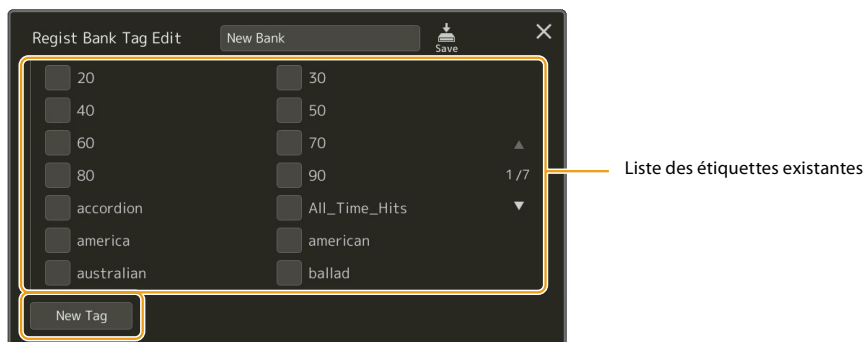 Regist Bank Tag Edit New Bank Save
20 30
40 50
60 70
80 90 1/7
Liste des étiquettes existantes
accordion All_Time_Hits
america american
australian ballad
New Tag